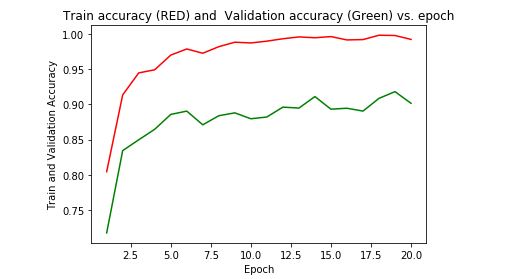 Train accuracy (RED) and  Validation accuracy (Green) vs. epoch
Train and Validation Accuracy
1.00
0.95
0.90
0.85
0.80
0.75
2.5 5.0 7.5 10.0 12.5 15.0 17.5 20.0
Epoch